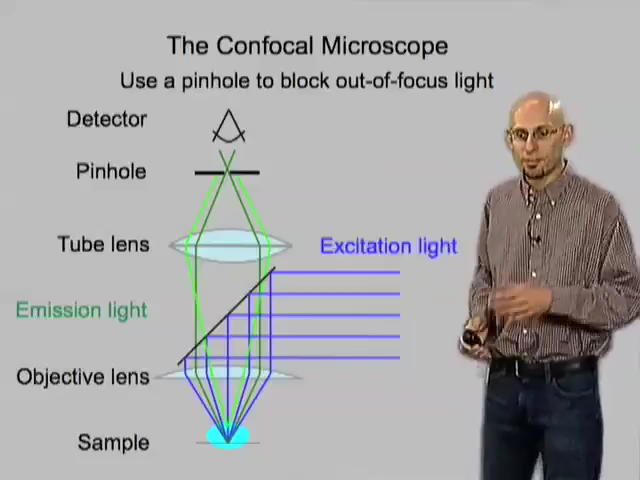 The Confocal Microscope
Use a pinhole to block out-of-focus light
Detector
Pinhole
Tube lens
Excitation light
Emission light
Objective lens
Sample